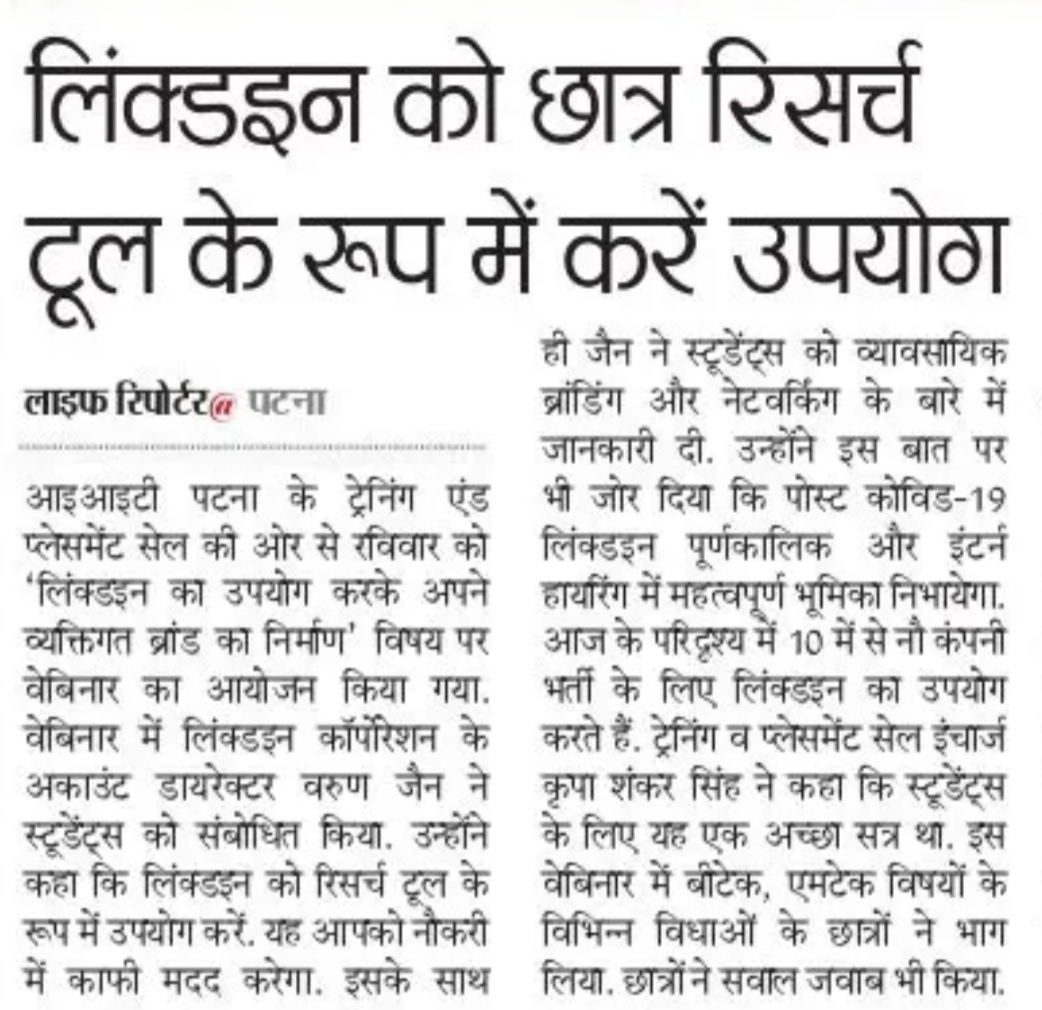 लिंक्डइन को छात्र रिसर्च
टूल के रूप में करें उपयोग
लाइफ रिपोर्टर@ पटना
आइआइटी पटना के ट्रेनिंग एंड
प्लेसमेंट सेल की ओर से रविवार को
‘लिंक्डइन का उपयोग करके अपने
व्यक्तिगत ब्रांड का निर्माण’ विषय पर
वेबिनार का आयोजन किया गया.
वेबिनार में लिंक्डइन कॉर्पोरेशन के
अकाउंट डायरेक्टर वरुण जैन ने
स्टूडेंट्स को संबोधित किया. उन्होंने
कहा कि लिंक्डइन को रिसर्च टूल के
रूप में उपयोग करें. यह आपको नौकरी
में काफी मदद करेगा. इसके साथ
ही जैन ने स्टूडेंट्स को व्यावसायिक
ब्रांडिंग और नेटवर्किंग के बारे में
जानकारी दी. उन्होंने इस बात पर
भी जोर दिया कि पोस्ट कोविड-19
लिंक्डइन पूर्णकालिक और इंटर्न
हायरिंग में महत्वपूर्ण भूमिका निभायेगा.
आज के परिदृश्य में 10 में से नौ कंपनी
भर्ती के लिए लिंक्डइन का उपयोग
करते हैं. ट्रेनिंग व प्लेसमेंट सेल इंचार्ज
कृपा शंकर सिंह ने कहा कि स्टूडेंट्स
के लिए यह एक अच्छा सत्र था. इस
वेबिनार में बीटेक, एमटेक विषयों के
विभिन्न विधाओं के छात्रों ने भाग
लिया. छात्रों ने सवाल जवाब भी किया.